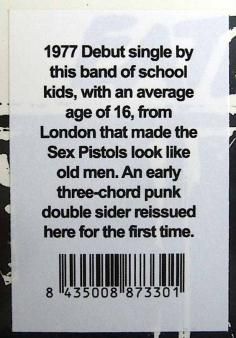 1977 Debut single by
this band of school
kids, with an average
age of 16, from
London that made the
Sex Pistols look like
old men. An early
three-chord punk
double sider reissued
here for the first time.
8 435008 873301